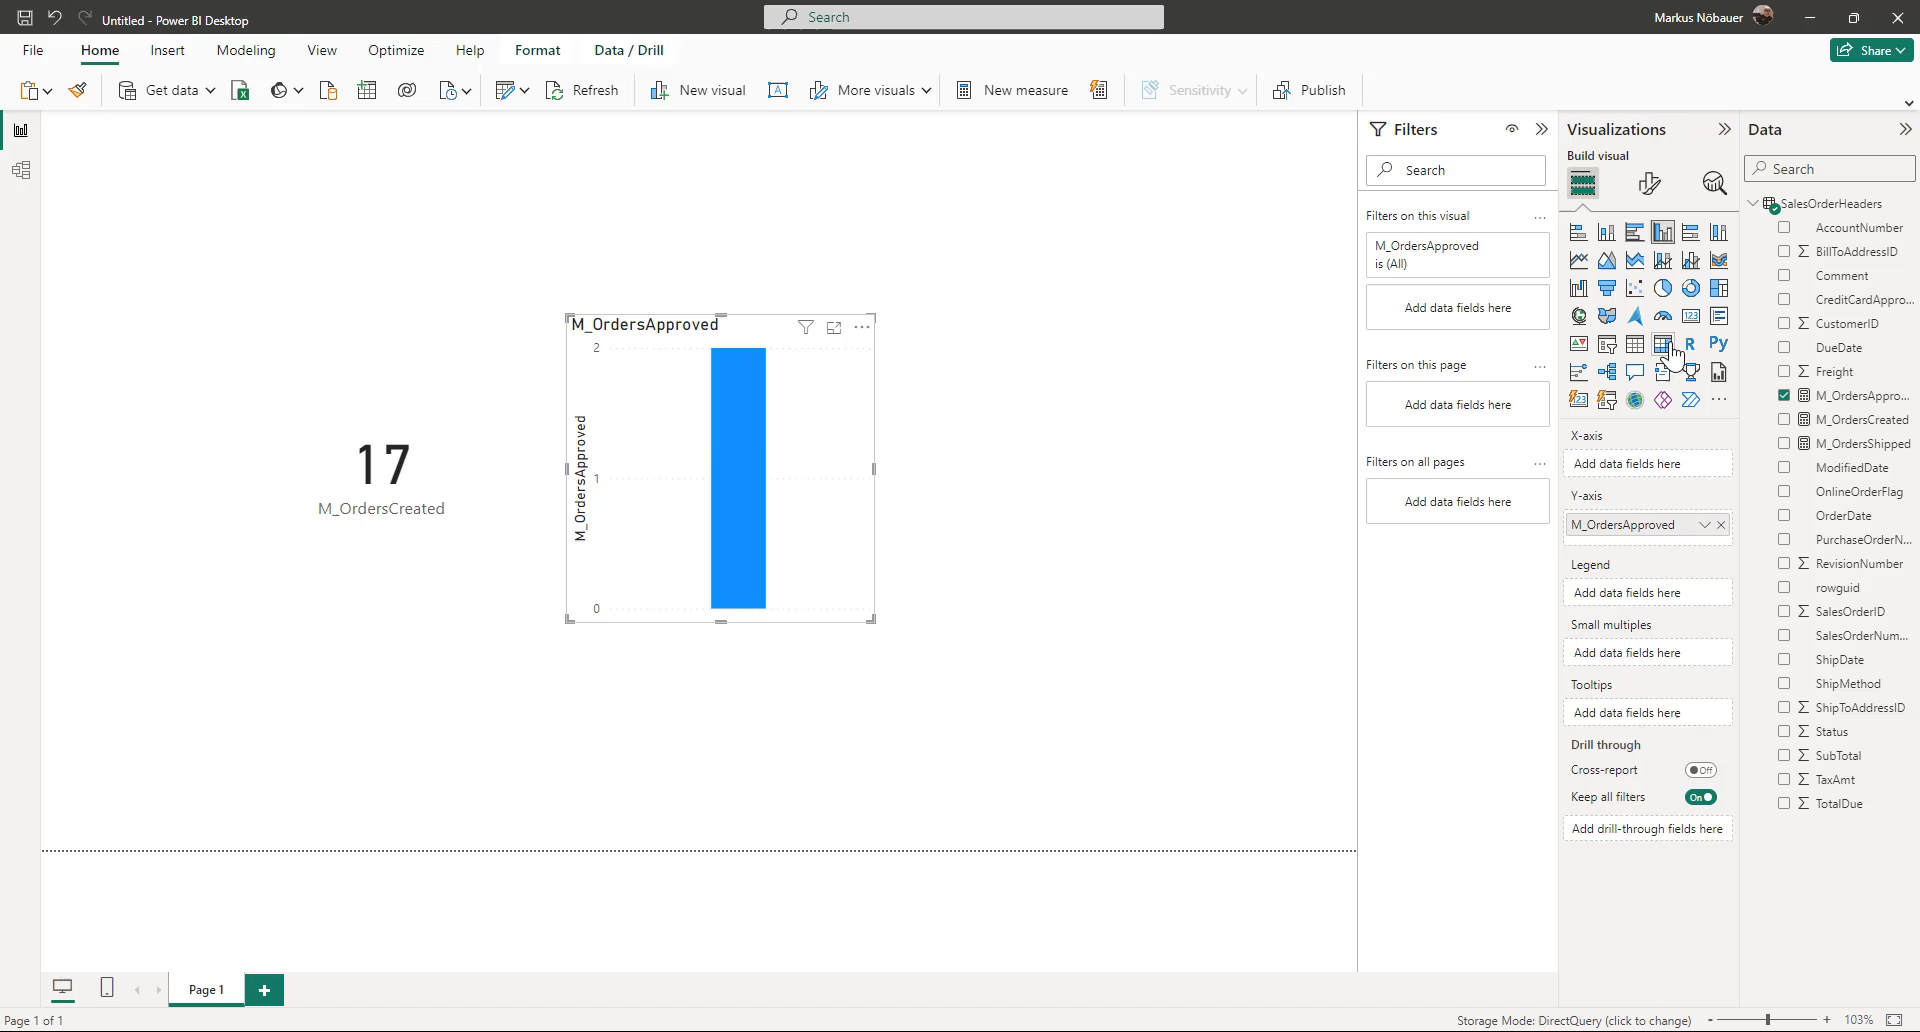 Untitled - Power BI Desktop
Search
Markus Nöbauer
File
Home
Insert
Modeling
View
Optimize
Help
Format
Data / Drill
Share
Get data
Refresh
New visual
A
More visuals
New measure
Sensitivity
Publish
17
M_OrdersCreated
M_OrdersApproved
2
1
0
M_OrdersApproved
Filters
Search
Filters on this visual
M_OrdersApproved
is (All)
Add data fields here
Filters on this page
Add data fields here
Filters on all pages
Add data fields here
Visualizations
Build visual
123
R
Py
123
X-axis
Add data fields here
Y-axis
M_OrdersApproved
Legend
Add data fields here
Small multiples
Add data fields here
Tooltips
Add data fields here
Drill through
Cross-report
Off
Keep all filters
On
Add drill-through fields here
Data
Search
SalesOrderHeaders
AccountNumber
BillToAddressID
Comment
CreditCardAppro...
CustomerID
DueDate
Freight
M_OrdersAppro...
M_OrdersCreated
M_OrdersShipped
ModifiedDate
OnlineOrderFlag
OrderDate
PurchaseOrderN...
RevisionNumber
rowguid
SalesOrderID
SalesOrderNum...
ShipDate
ShipMethod
ShipToAddressID
Status
SubTotal
TaxAmt
TotalDue
Page 1
Page 1 of 1
Storage Mode: DirectQuery (click to change)
103%